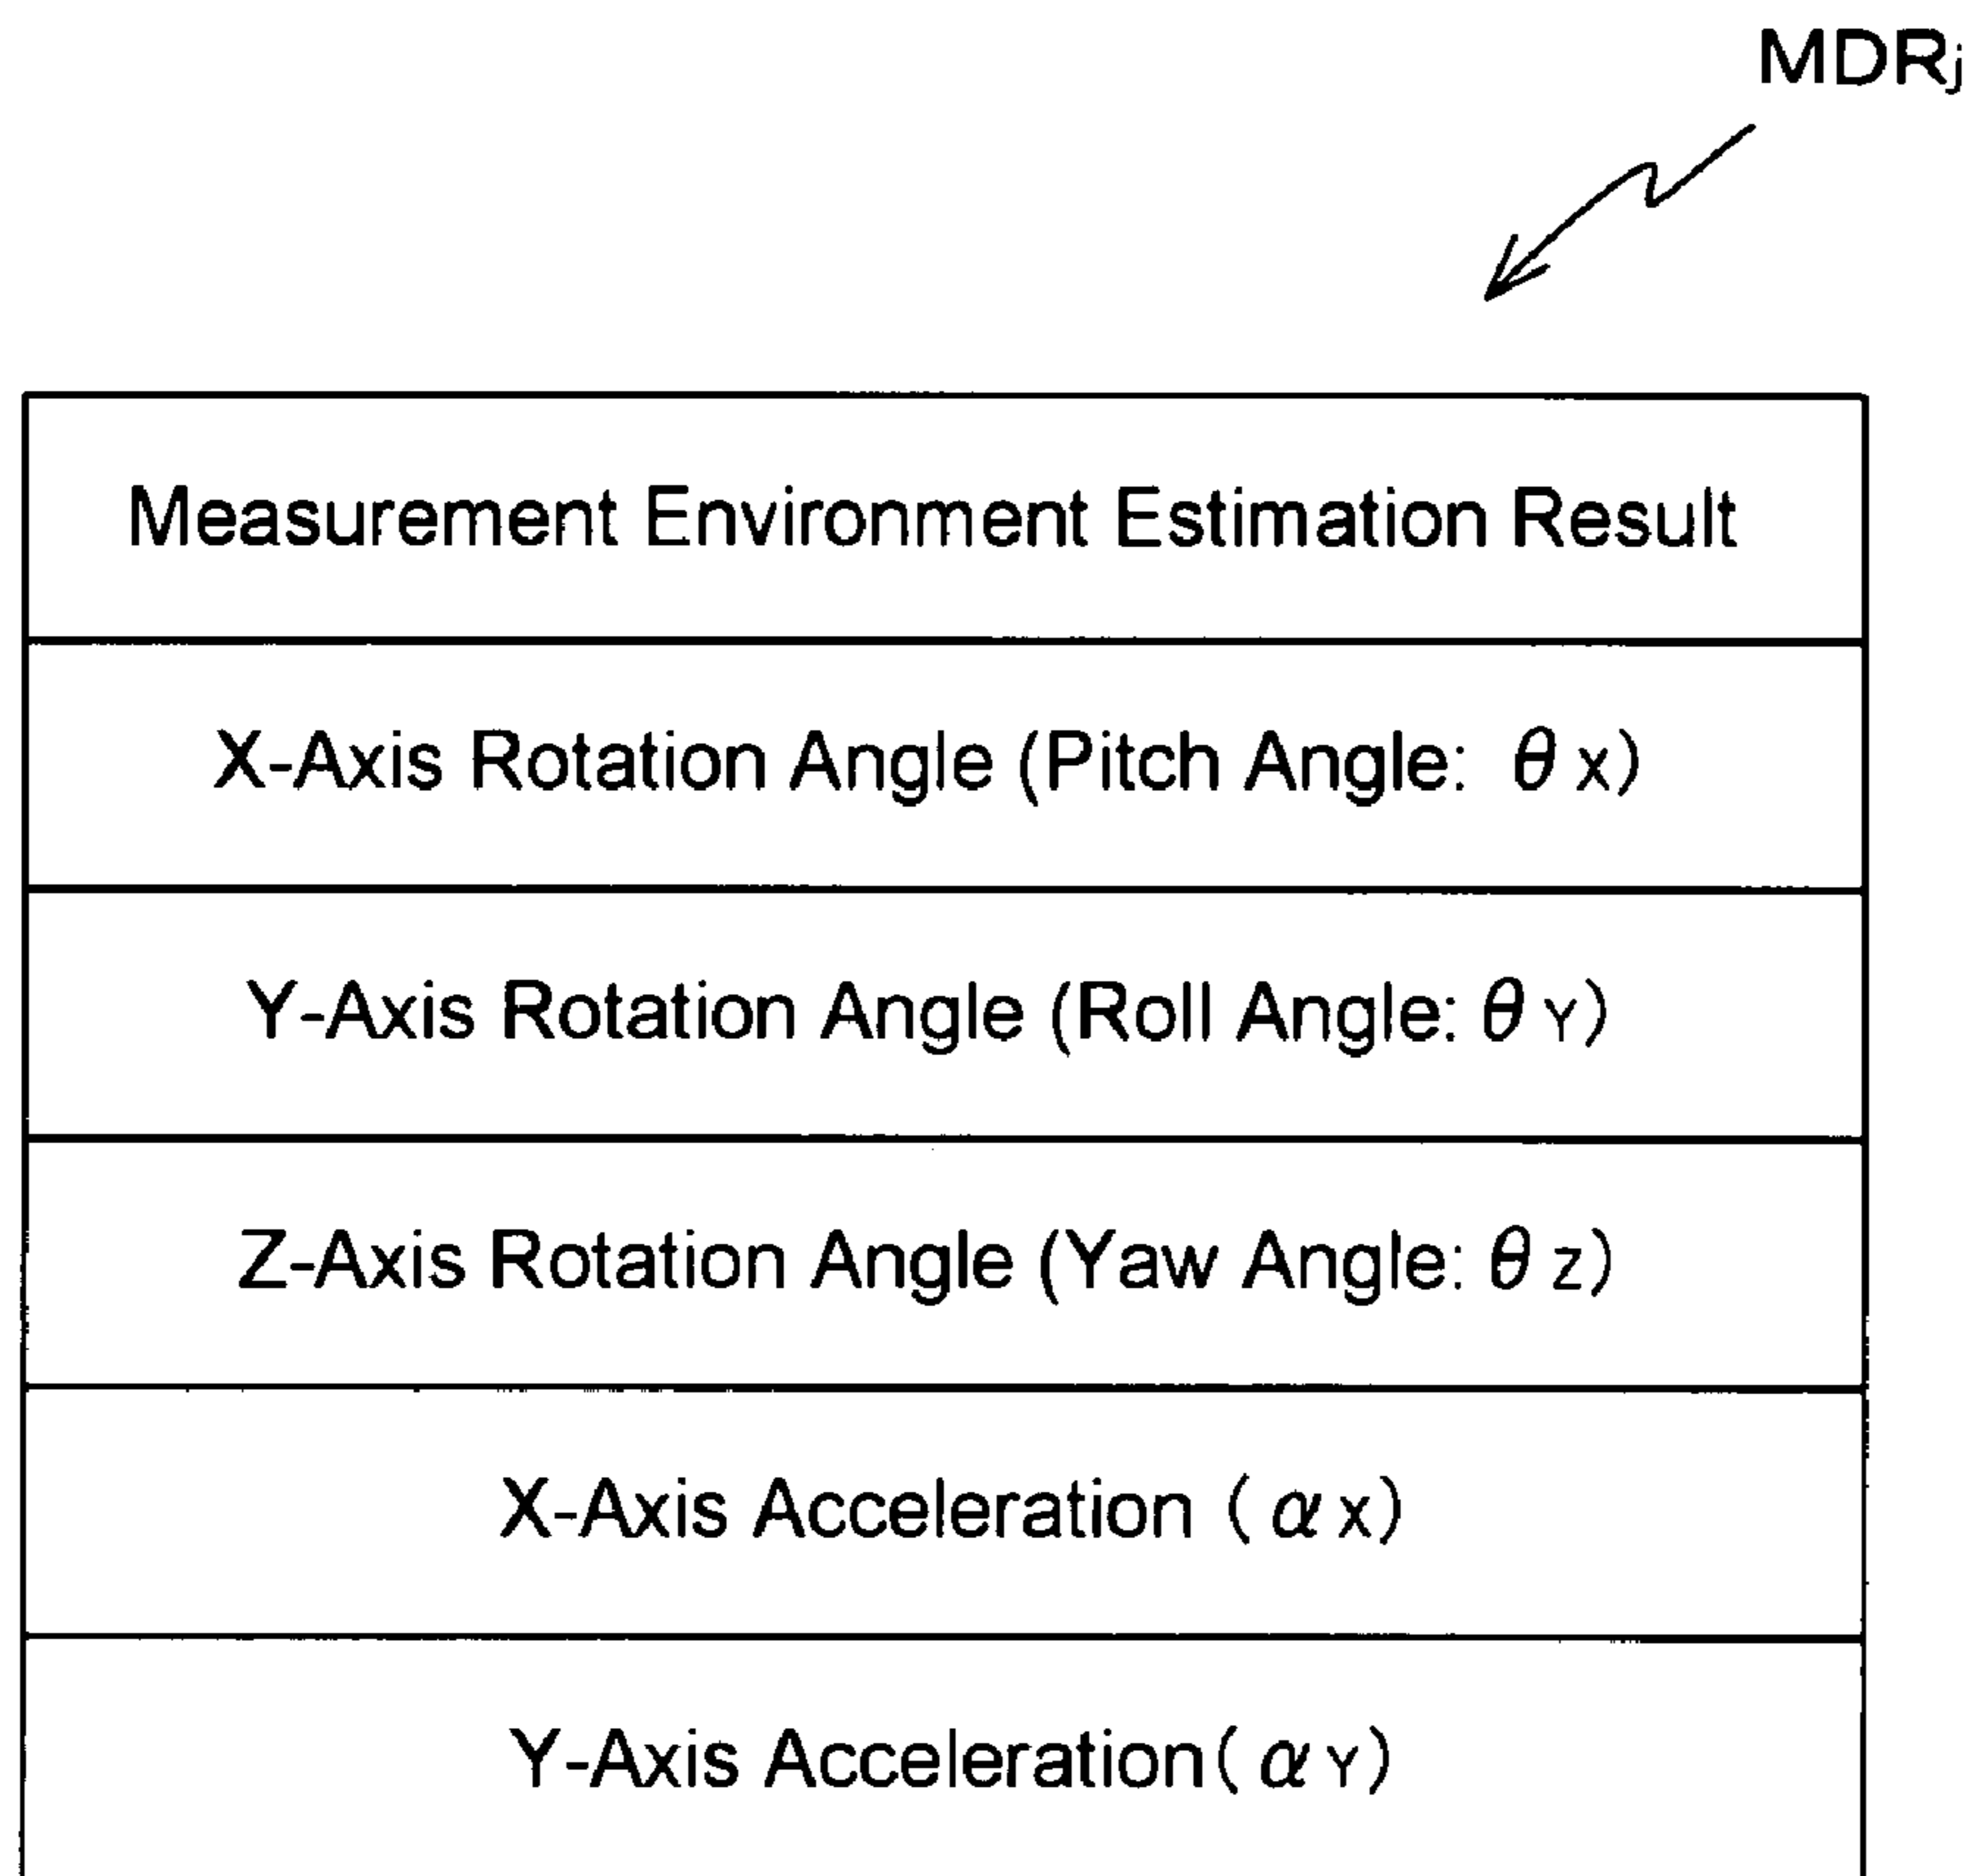 MDRj
Measurement Environment Estimation Result
X-Axis Rotation Angle (Pitch Angle: θX)
Y-Axis Rotation Angle (Roll Angle: θY)
Z-Axis Rotation Angle (Yaw Angle: θZ)
X-Axis Acceleration (αX)
Y-Axis Acceleration(αY)